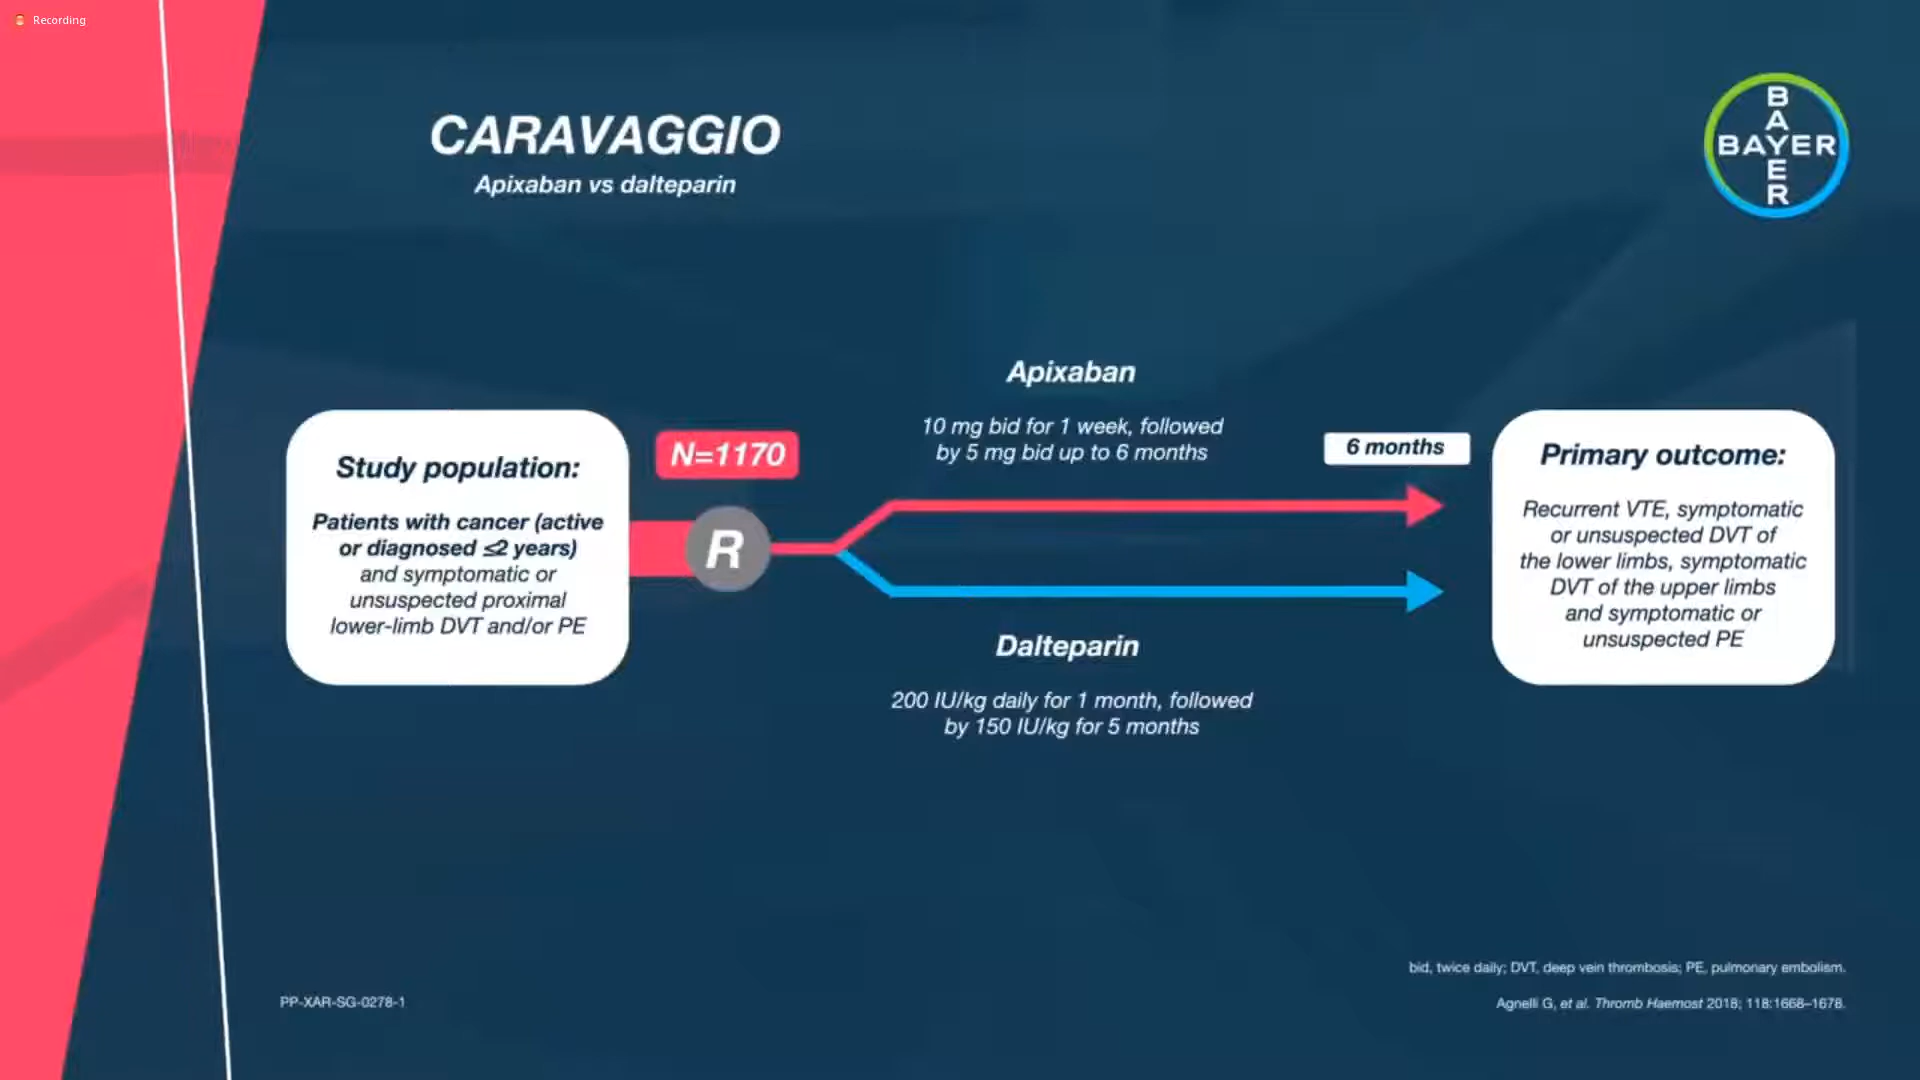 Recording
CARAVAGGIO
Apixaban vs dalteparin
B
A
BAYER
E
R
Study population:
Patients with cancer (active
or diagnosed ≤2 years)
and symptomatic or
unsuspected proximal
lower-limb DVT and/or PE
N=1170
R
Apixaban
10 mg bid for 1 week, followed
by 5 mg bid up to 6 months
6 months
Dalteparin
200 IU/kg daily for 1 month, followed
by 150 IU/kg for 5 months
Primary outcome:
Recurrent VTE, symptomatic
or unsuspected DVT of
the lower limbs, symptomatic
DVT of the upper limbs
and symptomatic or
unsuspected PE
bid, twice daily; DVT, deep vein thrombosis; PE, pulmonary embolism.
PP-XAR-SG-0278-1
Agnelli G, et al. Thromb Haemost 2018; 118:1668–1678.